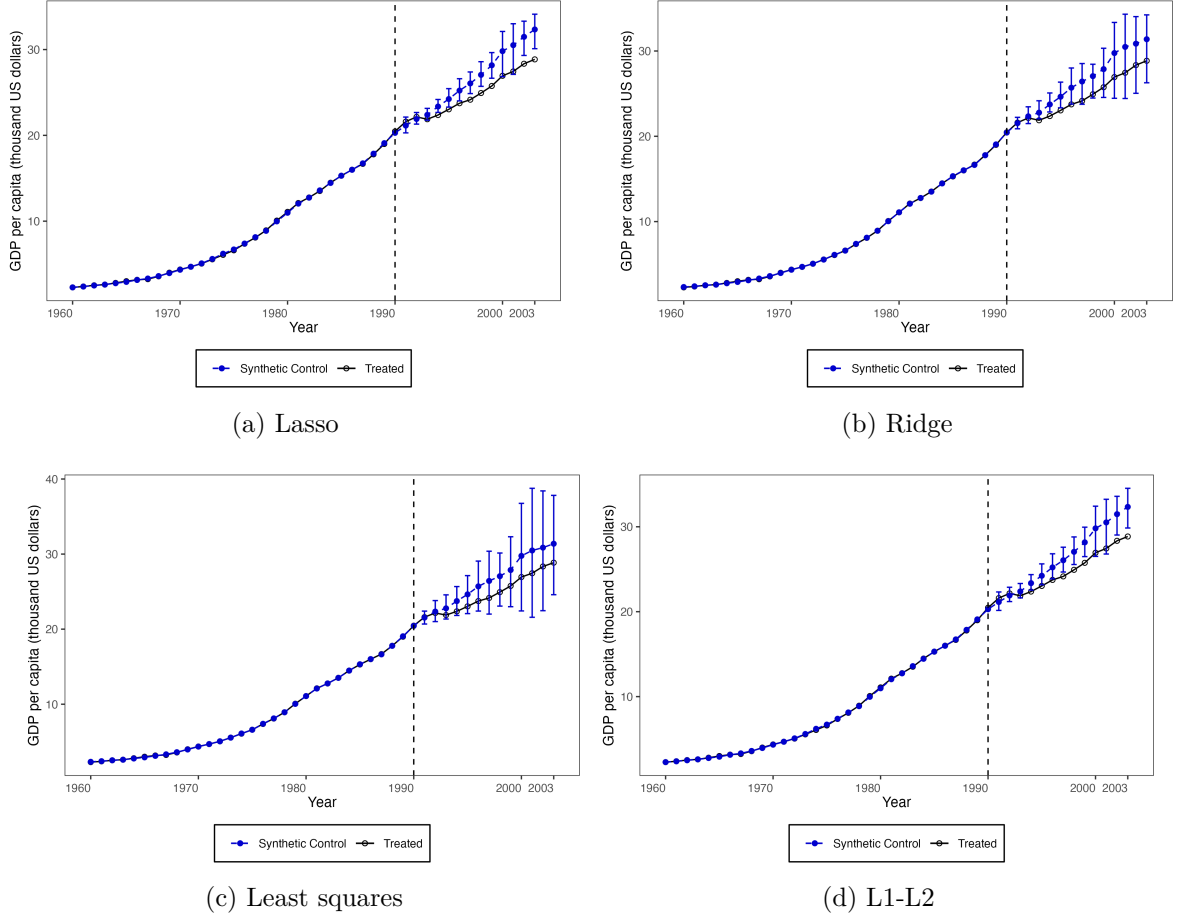 GDP per capita (thousand US dollars)
30
20
10
1960 1970 1980 1990 2000 2003
Year
Synthetic Control Treated
(a) Lasso
GDP per capita (thousand US dollars)
30
20
10
1960 1970 1980 1990 2000 2003
Year
Synthetic Control Treated
(b) Ridge
GDP per capita (thousand US dollars)
40
30
20
10
1960 1970 1980 1990 2000 2003
Year
Synthetic Control Treated
(c) Least squares
GDP per capita (thousand US dollars)
30
20
10
1960 1970 1980 1990 2000 2003
Year
Synthetic Control Treated
(d) L1-L2